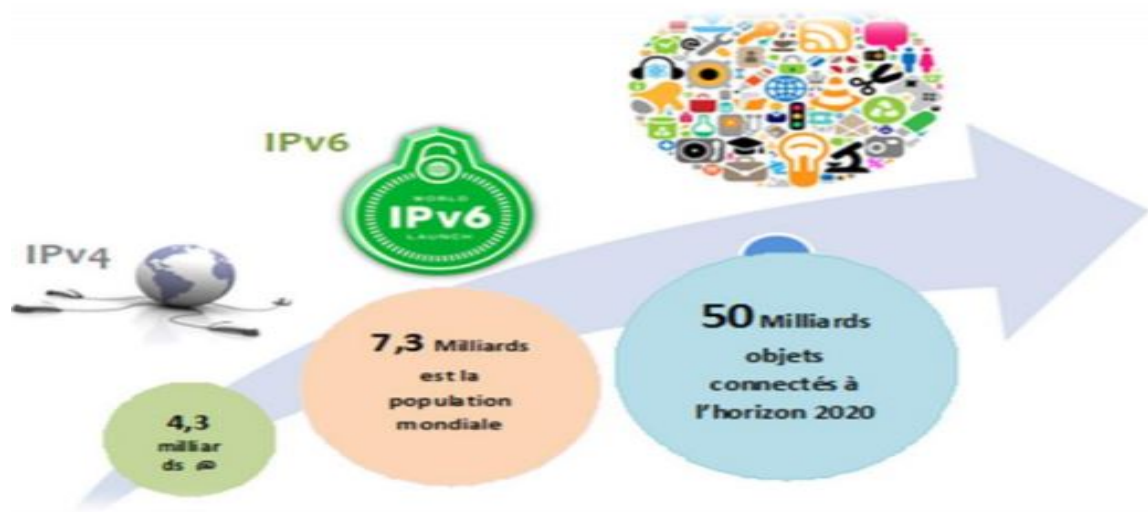 IPv6
WORLD
IPv6
LAUNCH
IPv4
4,3
milliar
ds @
7,3 Milliards
est la
population
mondiale
50 Milliards
objets
connectés à
l'horizon 2020